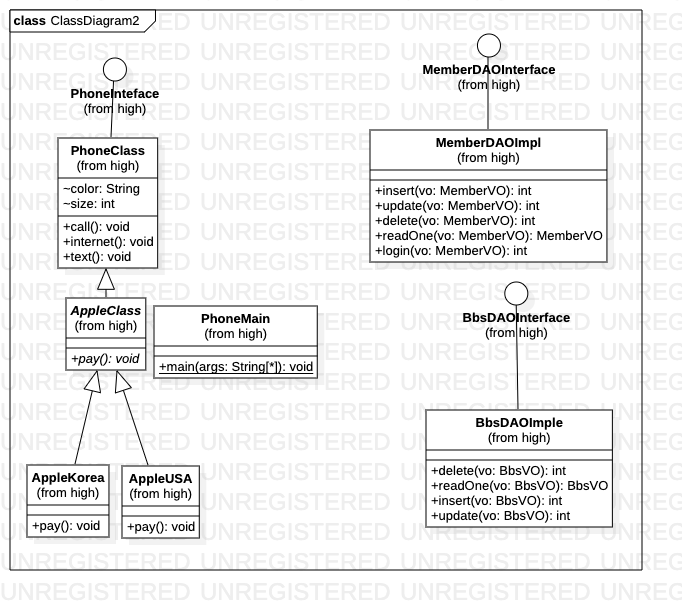 class ClassDiagram2
PhoneInteface
(from high)
PhoneClass
(from high)
~color: String
~size: int
+call(): void
+internet(): void
+text(): void
AppleClass
(from high)
+pay(): void
PhoneMain
(from high)
+main(args: String[*]): void
AppleKorea
(from high)
+pay(): void
AppleUSA
(from high)
+pay(): void
MemberDAOInterface
(from high)
MemberDAOImpl
(from high)
+insert(vo: MemberVO): int
+update(vo: MemberVO): int
+delete(vo: MemberVO): int
+readOne(vo: MemberVO): MemberVO
+login(vo: MemberVO): int
BbsDAOInterface
(from high)
BbsDAOImple
(from high)
+delete(vo: BbsVO): int
+readOne(vo: BbsVO): BbsVO
+insert(vo: BbsVO): int
+update(vo: BbsVO): int
UNREGISTERED